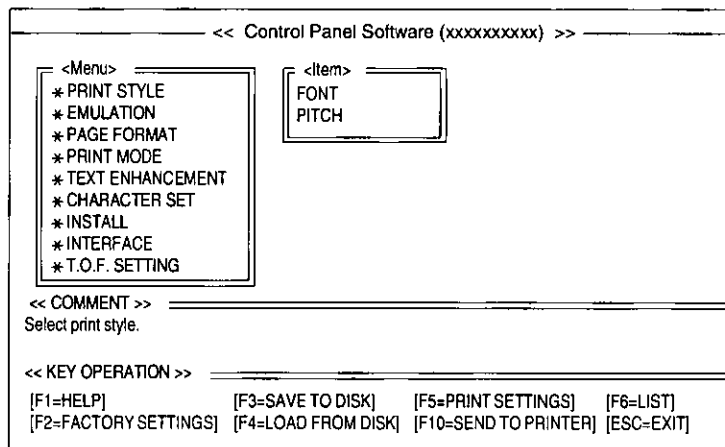 << Control Panel Software (xxxxxxxxxx) >>
<Menu>
* PRINT STYLE
* EMULATION
* PAGE FORMAT
* PRINT MODE
* TEXT ENHANCEMENT
* CHARACTER SET
* INSTALL
* INTERFACE
* T.O.F. SETTING
<Item>
FONT
PITCH
<< COMMENT >>
Select print style.
<< KEY OPERATION >>
[F1=HELP] [F3=SAVE TO DISK] [F5=PRINT SETTINGS] [F6=LIST]
[F2=FACTORY SETTINGS] [F4=LOAD FROM DISK] [F10=SEND TO PRINTER] [ESC=EXIT]